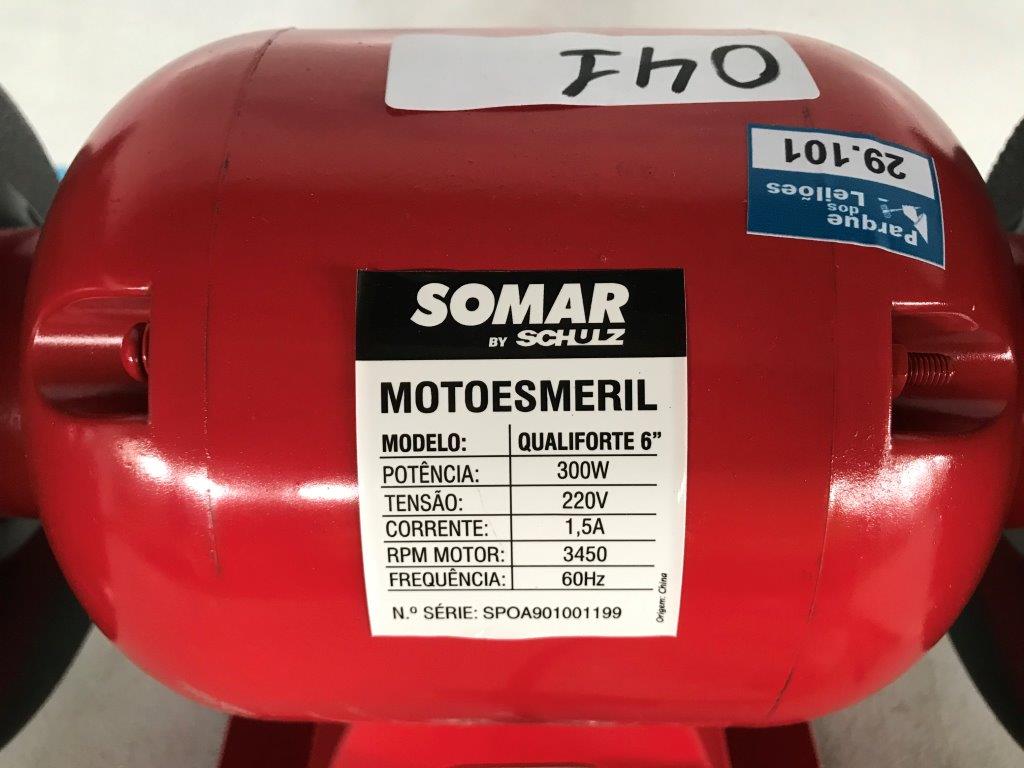 041
29.101
Parque
dos
Leilões
SOMAR
BY SCHULZ
MOTOESMERIL
MODELO: QUALIFORTE 6”
POTÊNCIA: 300W
TENSÃO: 220V
CORRENTE: 1,5A
RPM MOTOR: 3450
FREQUÊNCIA: 60Hz
N.º SÉRIE: SPOA901001199
Origem: China